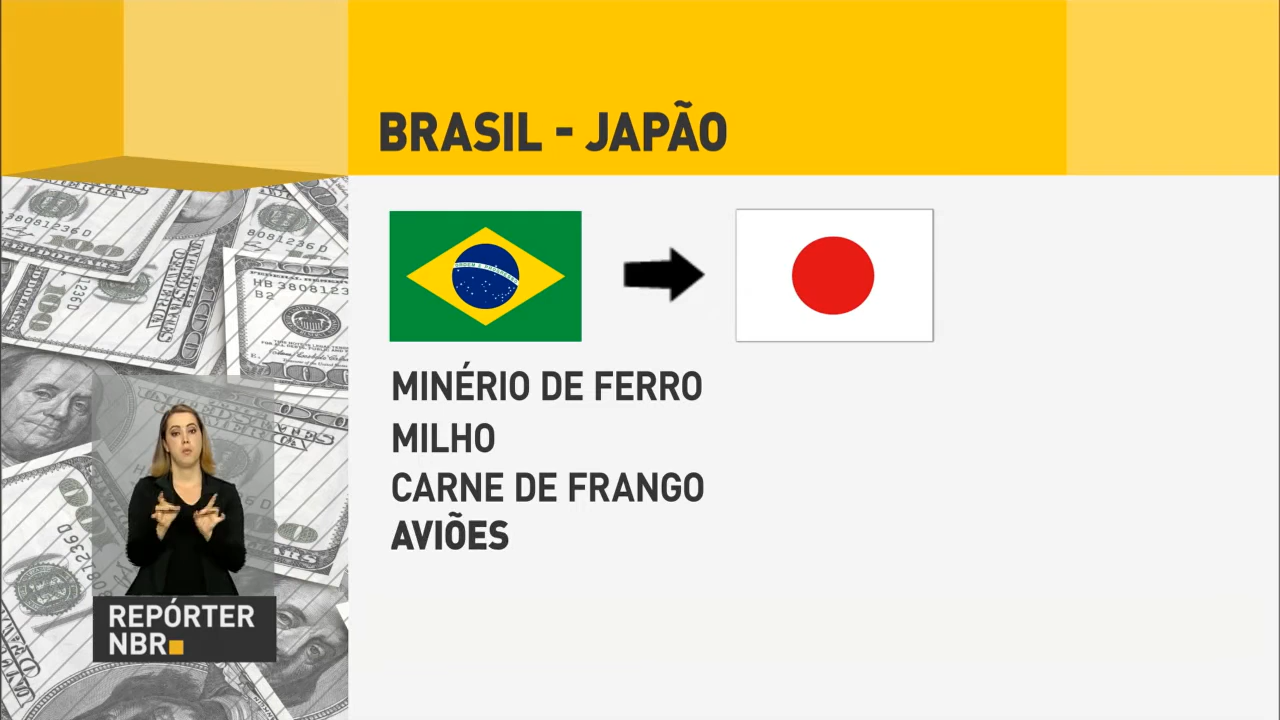 BRASIL - JAPÃO
MINÉRIO DE FERRO
MILHO
CARNE DE FRANGO
AVIÕES
REPÓRTER
NBR